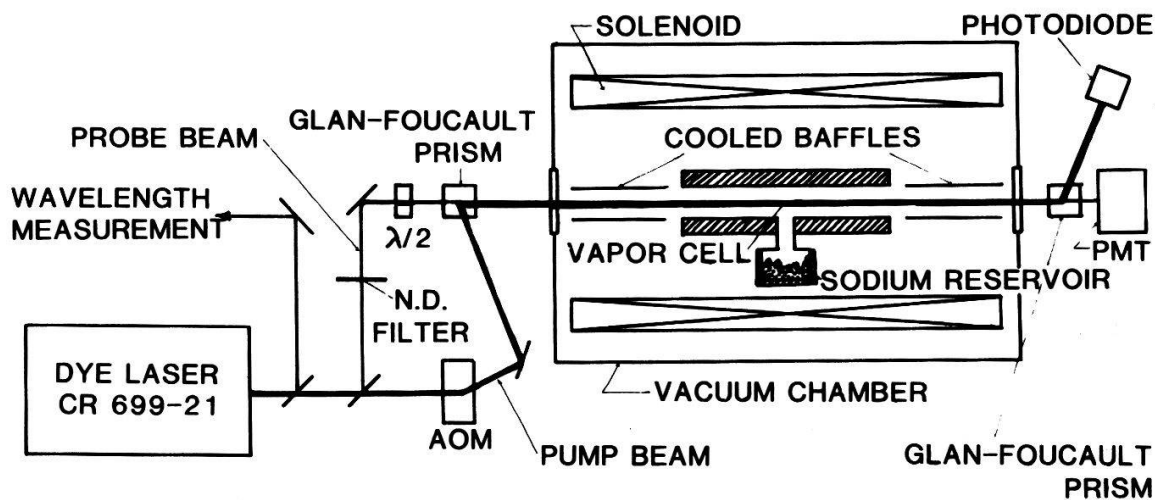 SOLENOID
PHOTODIODE
GLAN-FOUCAULT
PRISM
PROBE BEAM
COOLED BAFFLES
WAVELENGTH
MEASUREMENT
λ/2
VAPOR CELL
PMT
SODIUM RESERVOIR
N.D.
FILTER
DYE LASER
CR 699-21
VACUUM CHAMBER
AOM
PUMP BEAM
GLAN-FOUCAULT
PRISM